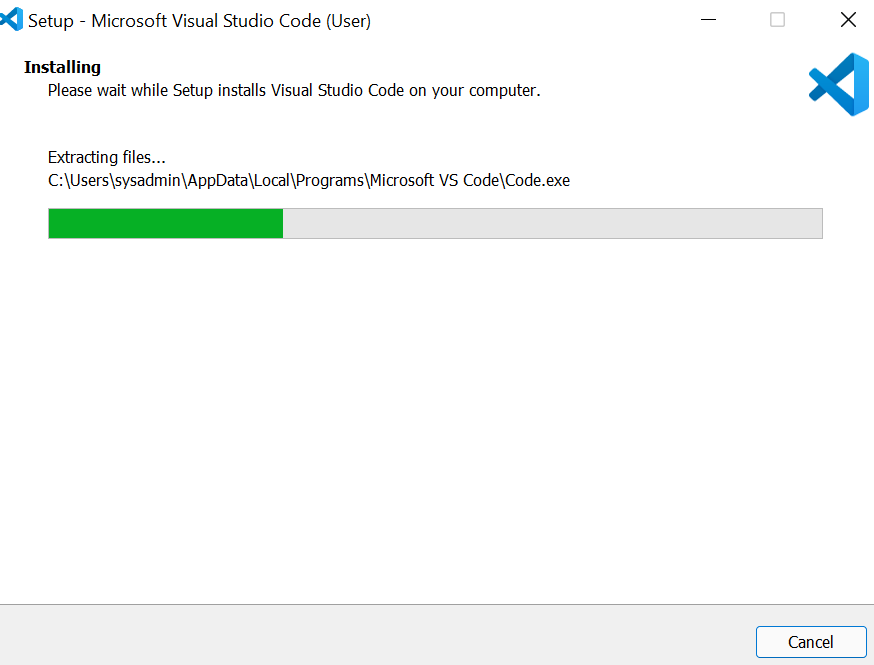 Setup - Microsoft Visual Studio Code (User)
Installing
Please wait while Setup installs Visual Studio Code on your computer.
Extracting files...
C:\Users\sysadmin\AppData\Local\Programs\Microsoft VS Code\Code.exe
Cancel